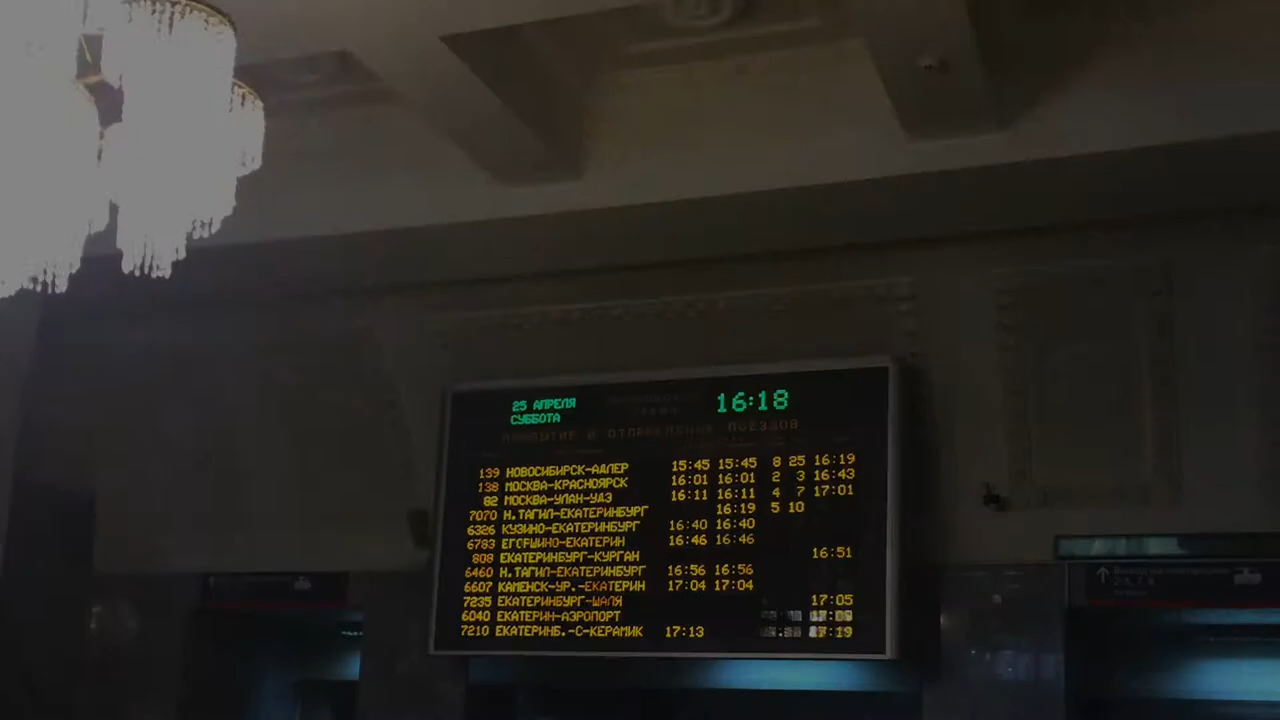 25 АПРЕЛЯ
СУББОТА
16:18
ПРИБЫТИЕ И ОТПРАВЛЕНИЕ ПОЕЗДОВ
139 НОВОСИБИРСК-АДЛЕР 15:45 15:45 8 25 16:19
138 МОСКВА-КРАСНОЯРСК 16:01 16:01 2 3 16:43
82 МОСКВА-УЛАН-УДЭ 16:11 16:11 4 7 17:01
7070 Н.ТАГИЛ-ЕКАТЕРИНБУРГ 16:19 5 10
6326 КУЗИНО-ЕКАТЕРИНБУРГ 16:40 16:40
6783 ЕГОРШИНО-ЕКАТЕРИН 16:46 16:46
808 ЕКАТЕРИНБУРГ-КУРГАН 16:51
6460 Н.ТАГИЛ-ЕКАТЕРИНБУРГ 16:56 16:56
6607 КАМЕНСК-УР.-ЕКАТЕРИН 17:04 17:04
7235 ЕКАТЕРИНБУРГ-ШАЛЯ 17:05
6040 ЕКАТЕРИН-АЭРОПОРТ 17:09
7210 ЕКАТЕРИНБ.-С-КЕРАМИК 17:13 17:19